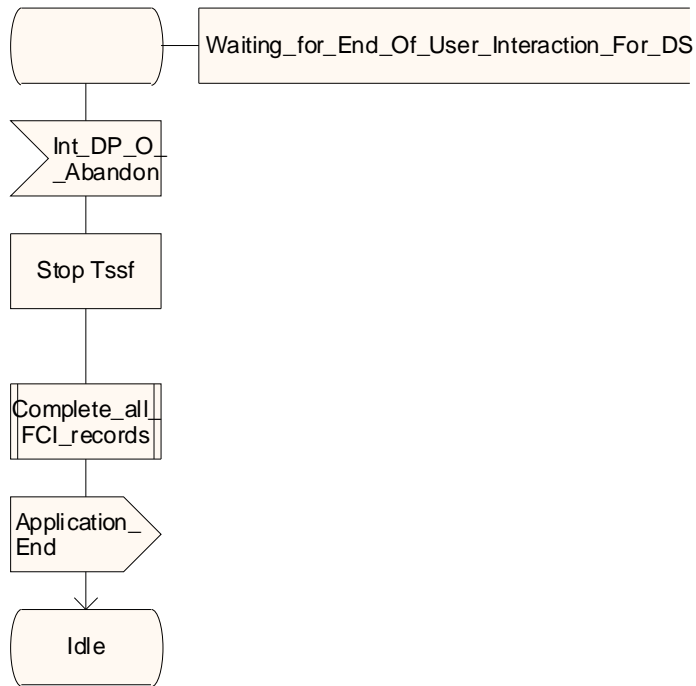 Waiting_for_End_Of_User_Interaction_For_DS
Int_DP_O_
_Abandon
Stop Tssf
Complete_all_
FCI_records
Application_
End
Idle